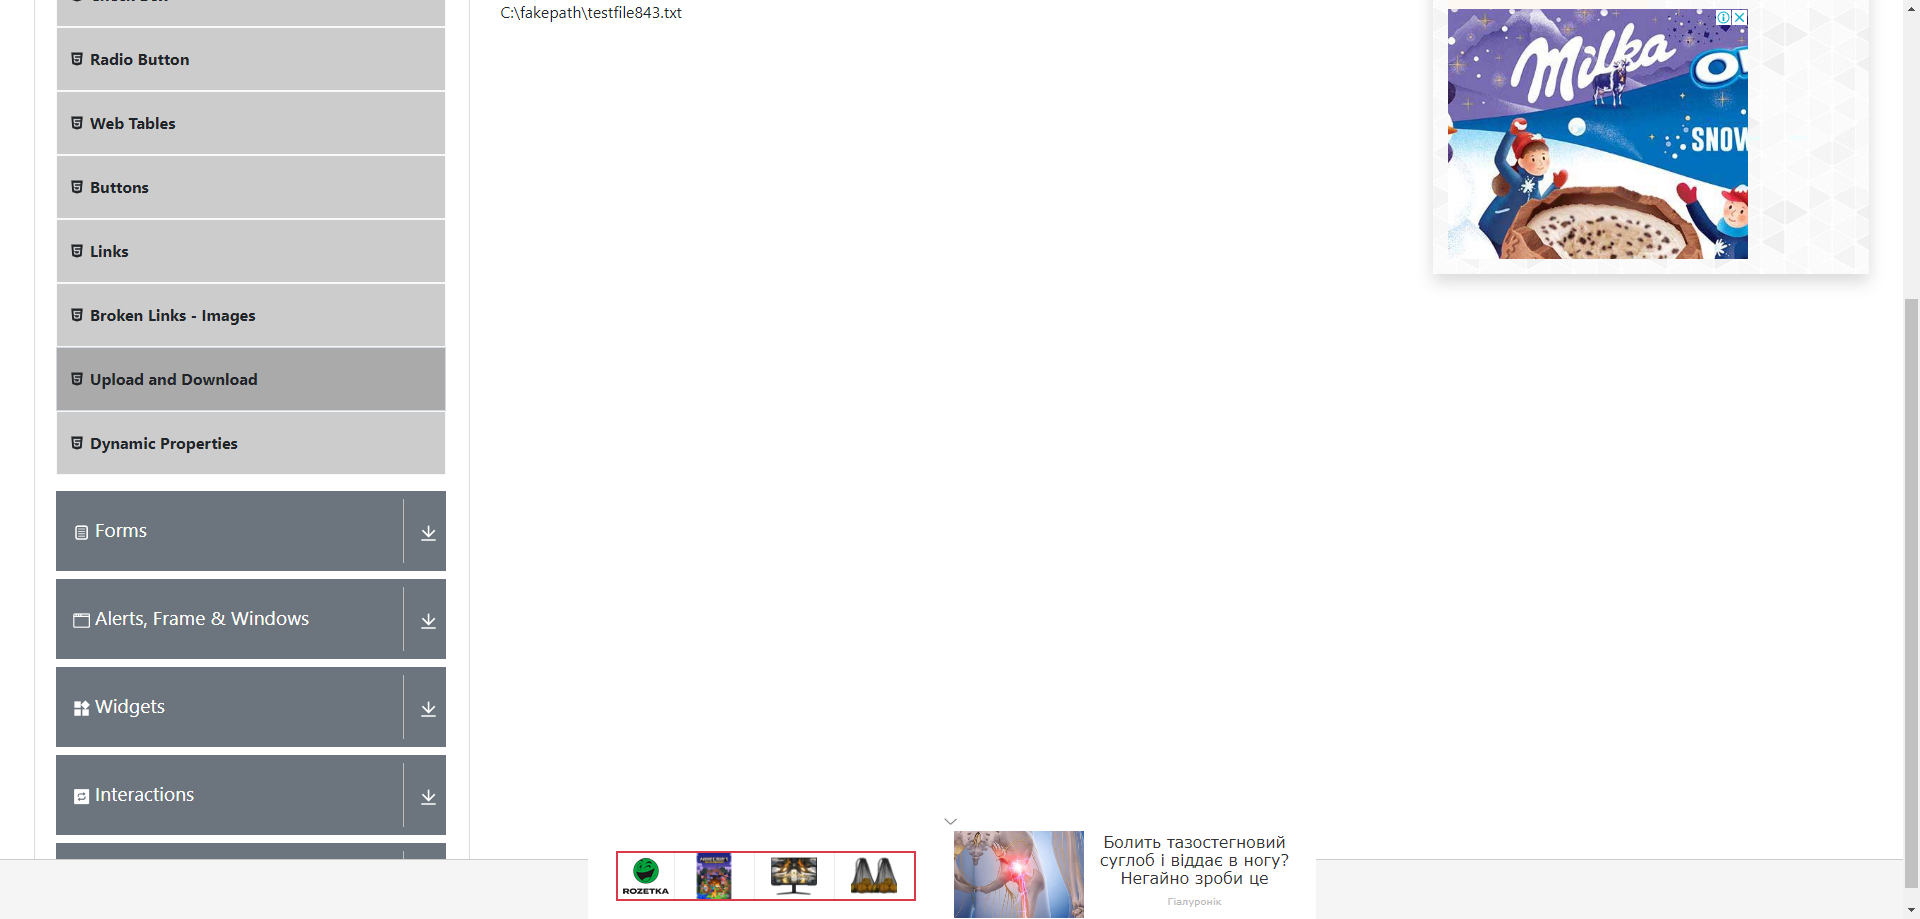 C:\fakepath\testfile843.txt
Radio Button
Web Tables
Buttons
Links
Broken Links - Images
Upload and Download
Dynamic Properties
Forms
Alerts, Frame & Windows
Widgets
Interactions
Milka
SNOW
ROZETKA
MINECRAFT
Болить тазостегновий
суглоб і віддає в ногу?
Негайно зроби це
Гіалуронік